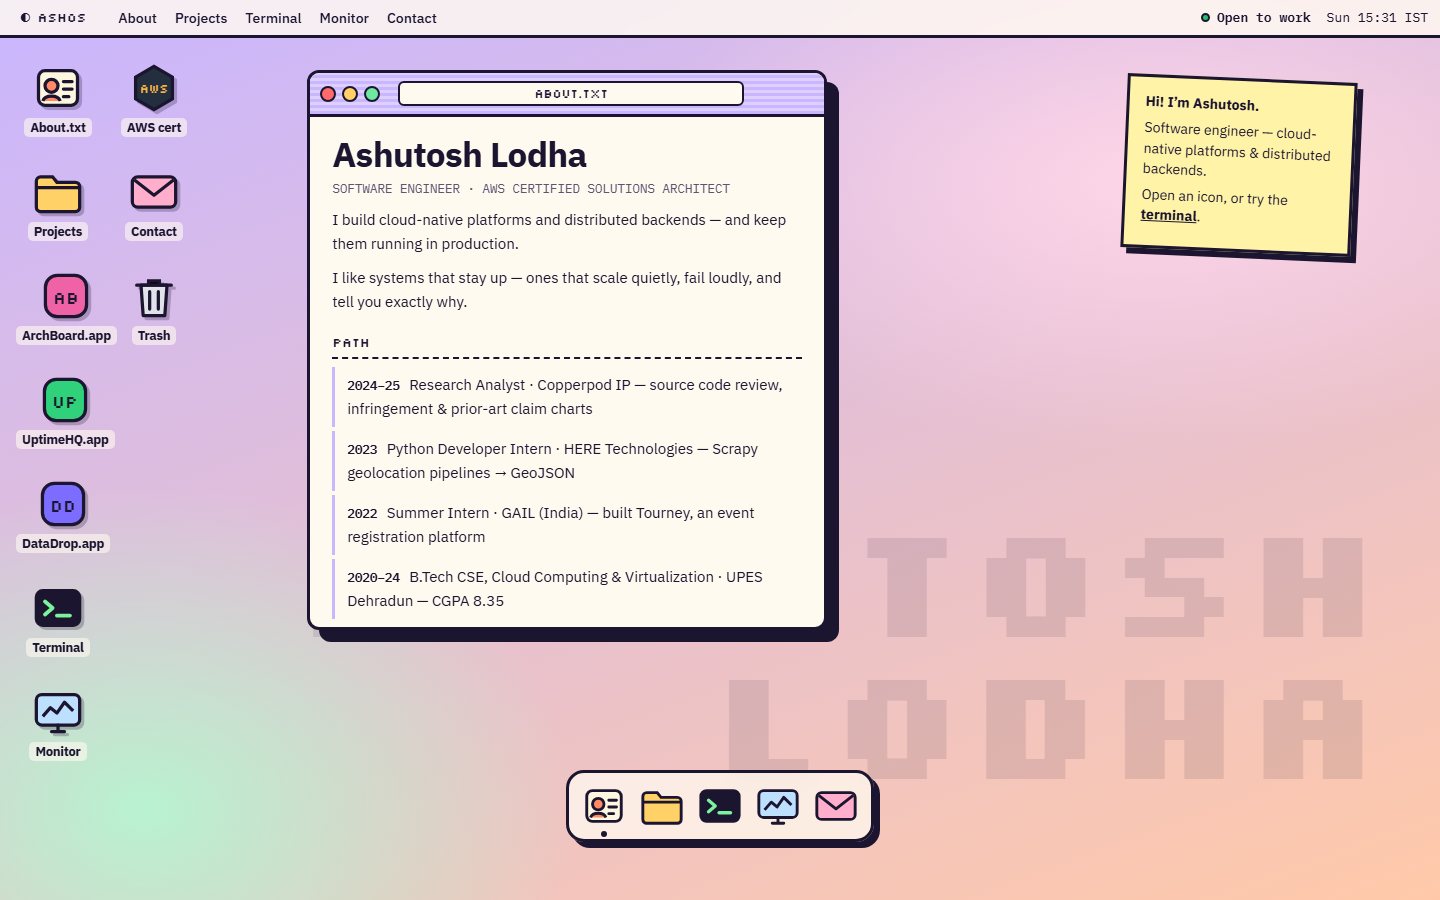 ASHOS About Projects Terminal Monitor Contact Open to work Sun 15:31 IST
About.txt
AWS
AWS cert
Projects
Contact
AB
ArchBoard.app
Trash
UP
UptimeHQ.app
DD
DataDrop.app
Terminal
Monitor
ABOUT.TXT
Ashutosh Lodha
SOFTWARE ENGINEER · AWS CERTIFIED SOLUTIONS ARCHITECT
I build cloud-native platforms and distributed backends — and keep
them running in production.
I like systems that stay up — ones that scale quietly, fail loudly, and
tell you exactly why.
PATH
2024–25 Research Analyst · Copperpod IP — source code review,
infringement & prior-art claim charts
2023 Python Developer Intern · HERE Technologies — Scrapy
geolocation pipelines → GeoJSON
2022 Summer Intern · GAIL (India) — built Tourney, an event
registration platform
2020–24 B.Tech CSE, Cloud Computing & Virtualization · UPES
Dehradun — CGPA 8.35
Hi! I'm Ashutosh.
Software engineer — cloud-
native platforms & distributed
backends.
Open an icon, or try the
terminal.
TOSH
LODHA